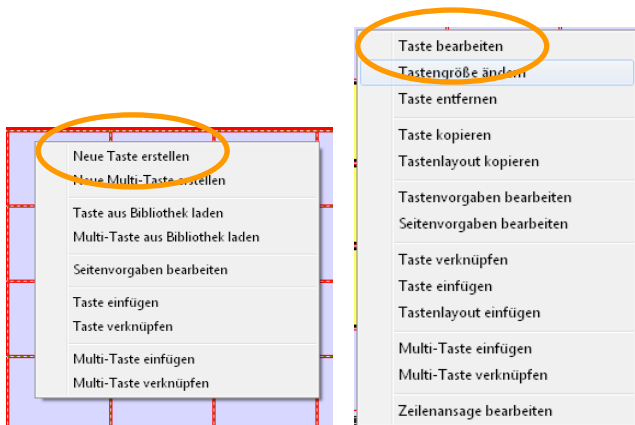 Neue Taste erstellen
Neue Multi-Taste erstellen
Taste aus Bibliothek laden
Multi-Taste aus Bibliothek laden
Seitenvorgaben bearbeiten
Taste einfügen
Taste verknüpfen
Multi-Taste einfügen
Multi-Taste verknüpfen
Taste bearbeiten
Tastengröße ändern
Taste entfernen
Taste kopieren
Tastenlayout kopieren
Tastenvorgaben bearbeiten
Seitenvorgaben bearbeiten
Taste verknüpfen
Taste einfügen
Tastenlayout einfügen
Multi-Taste einfügen
Multi-Taste verknüpfen
Zeilenansage bearbeiten